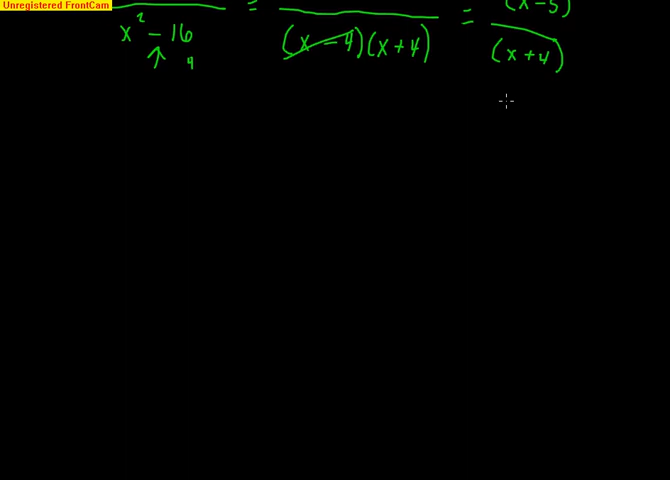 Unregistered FrontCam
= = (x-5)
x² - 16 (x - 4)(x + 4) (x + 4)
↑ 4